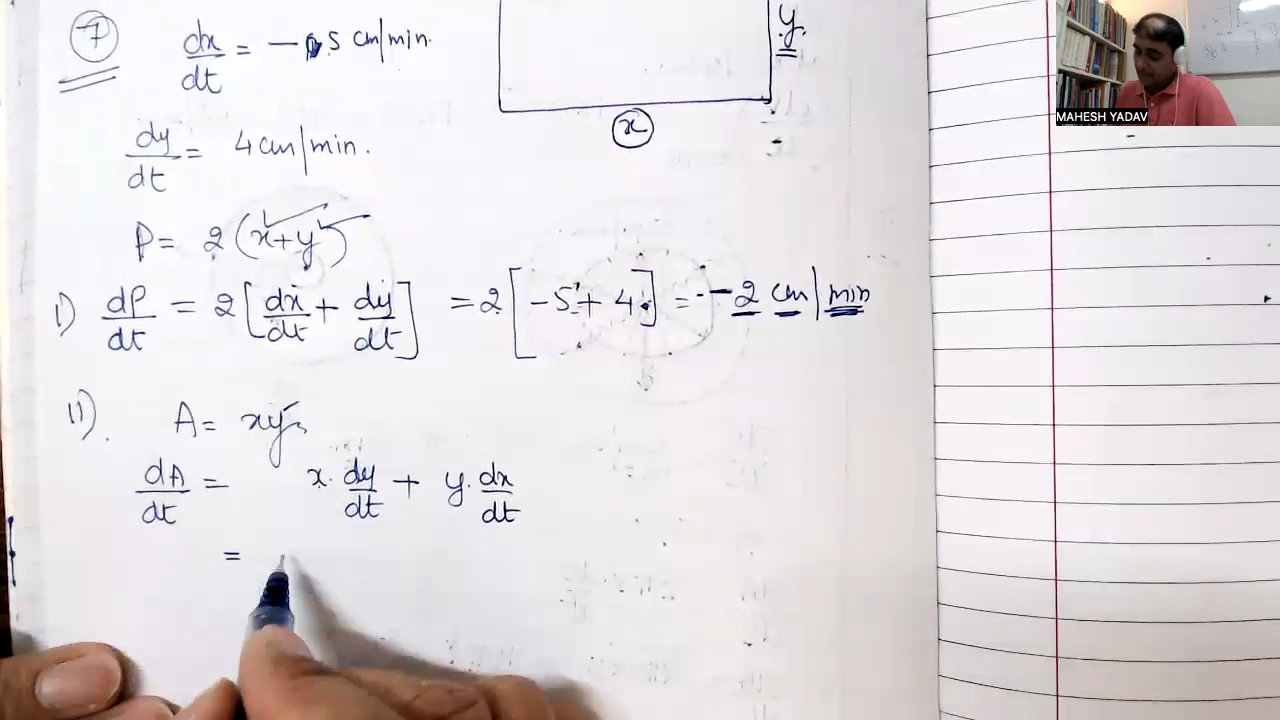 7
dx/dt = - 5 cm/min.
y
x
MAHESH YADAV
dy/dt = 4 cm/min.
P = 2 (x+y)
I) dP/dt = 2 [dx/dt + dy/dt] = 2 [-5 + 4] = -2 cm/min
II). A = xy
dA/dt = x. dy/dt + y. dx/dt
=